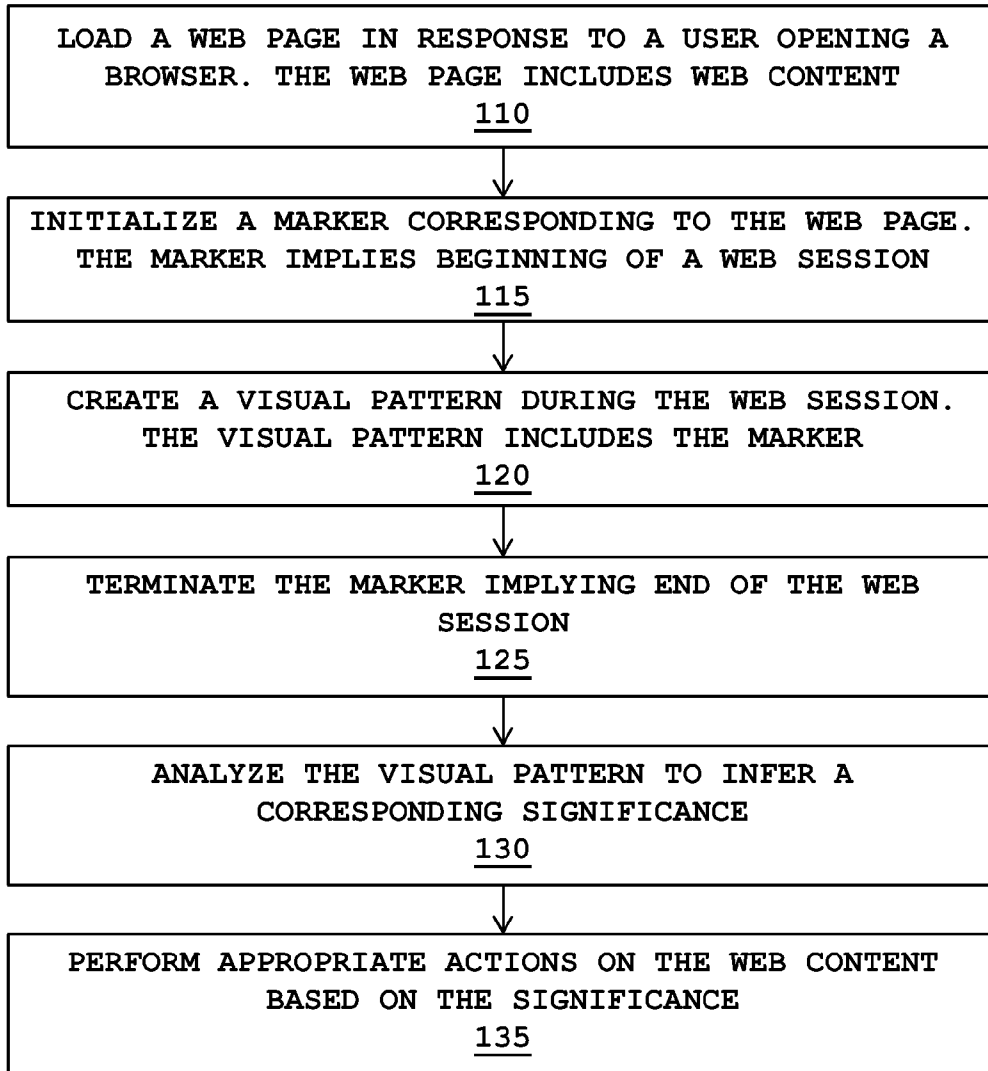 LOAD A WEB PAGE IN RESPONSE TO A USER OPENING A
BROWSER. THE WEB PAGE INCLUDES WEB CONTENT
110
INITIALIZE A MARKER CORRESPONDING TO THE WEB PAGE.
THE MARKER IMPLIES BEGINNING OF A WEB SESSION
115
CREATE A VISUAL PATTERN DURING THE WEB SESSION.
THE VISUAL PATTERN INCLUDES THE MARKER
120
TERMINATE THE MARKER IMPLYING END OF THE WEB
SESSION
125
ANALYZE THE VISUAL PATTERN TO INFER A
CORRESPONDING SIGNIFICANCE
130
PERFORM APPROPRIATE ACTIONS ON THE WEB CONTENT
BASED ON THE SIGNIFICANCE
135